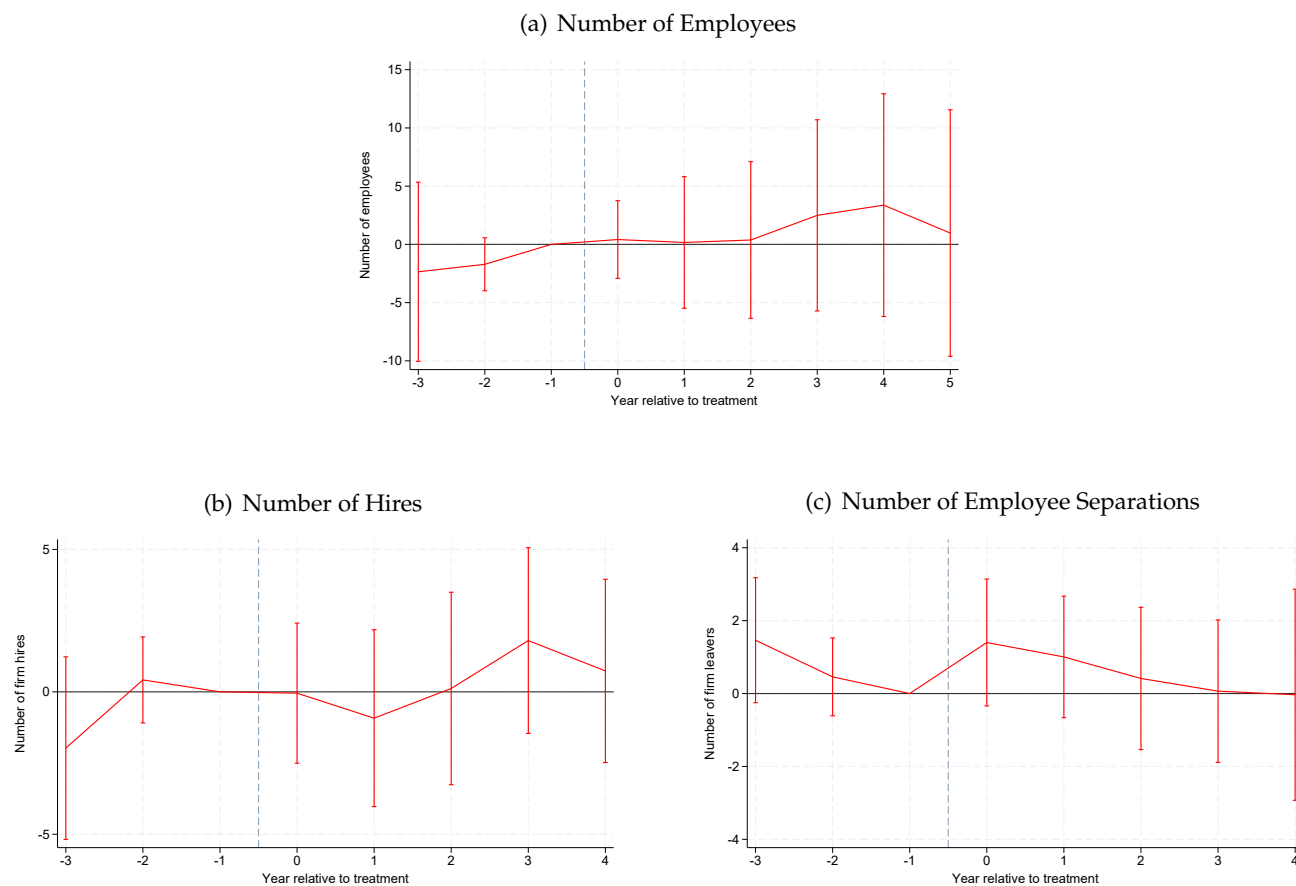 (a) Number of Employees
15
10
5
0
-5
-10
Number of employees
-3 -2 -1 0 1 2 3 4 5
Year relative to treatment
(b) Number of Hires
5
0
-5
Number of firm hires
-3 -2 -1 0 1 2 3 4
Year relative to treatment
(c) Number of Employee Separations
4
2
0
-2
-4
Number of firm leavers
-3 -2 -1 0 1 2 3 4
Year relative to treatment